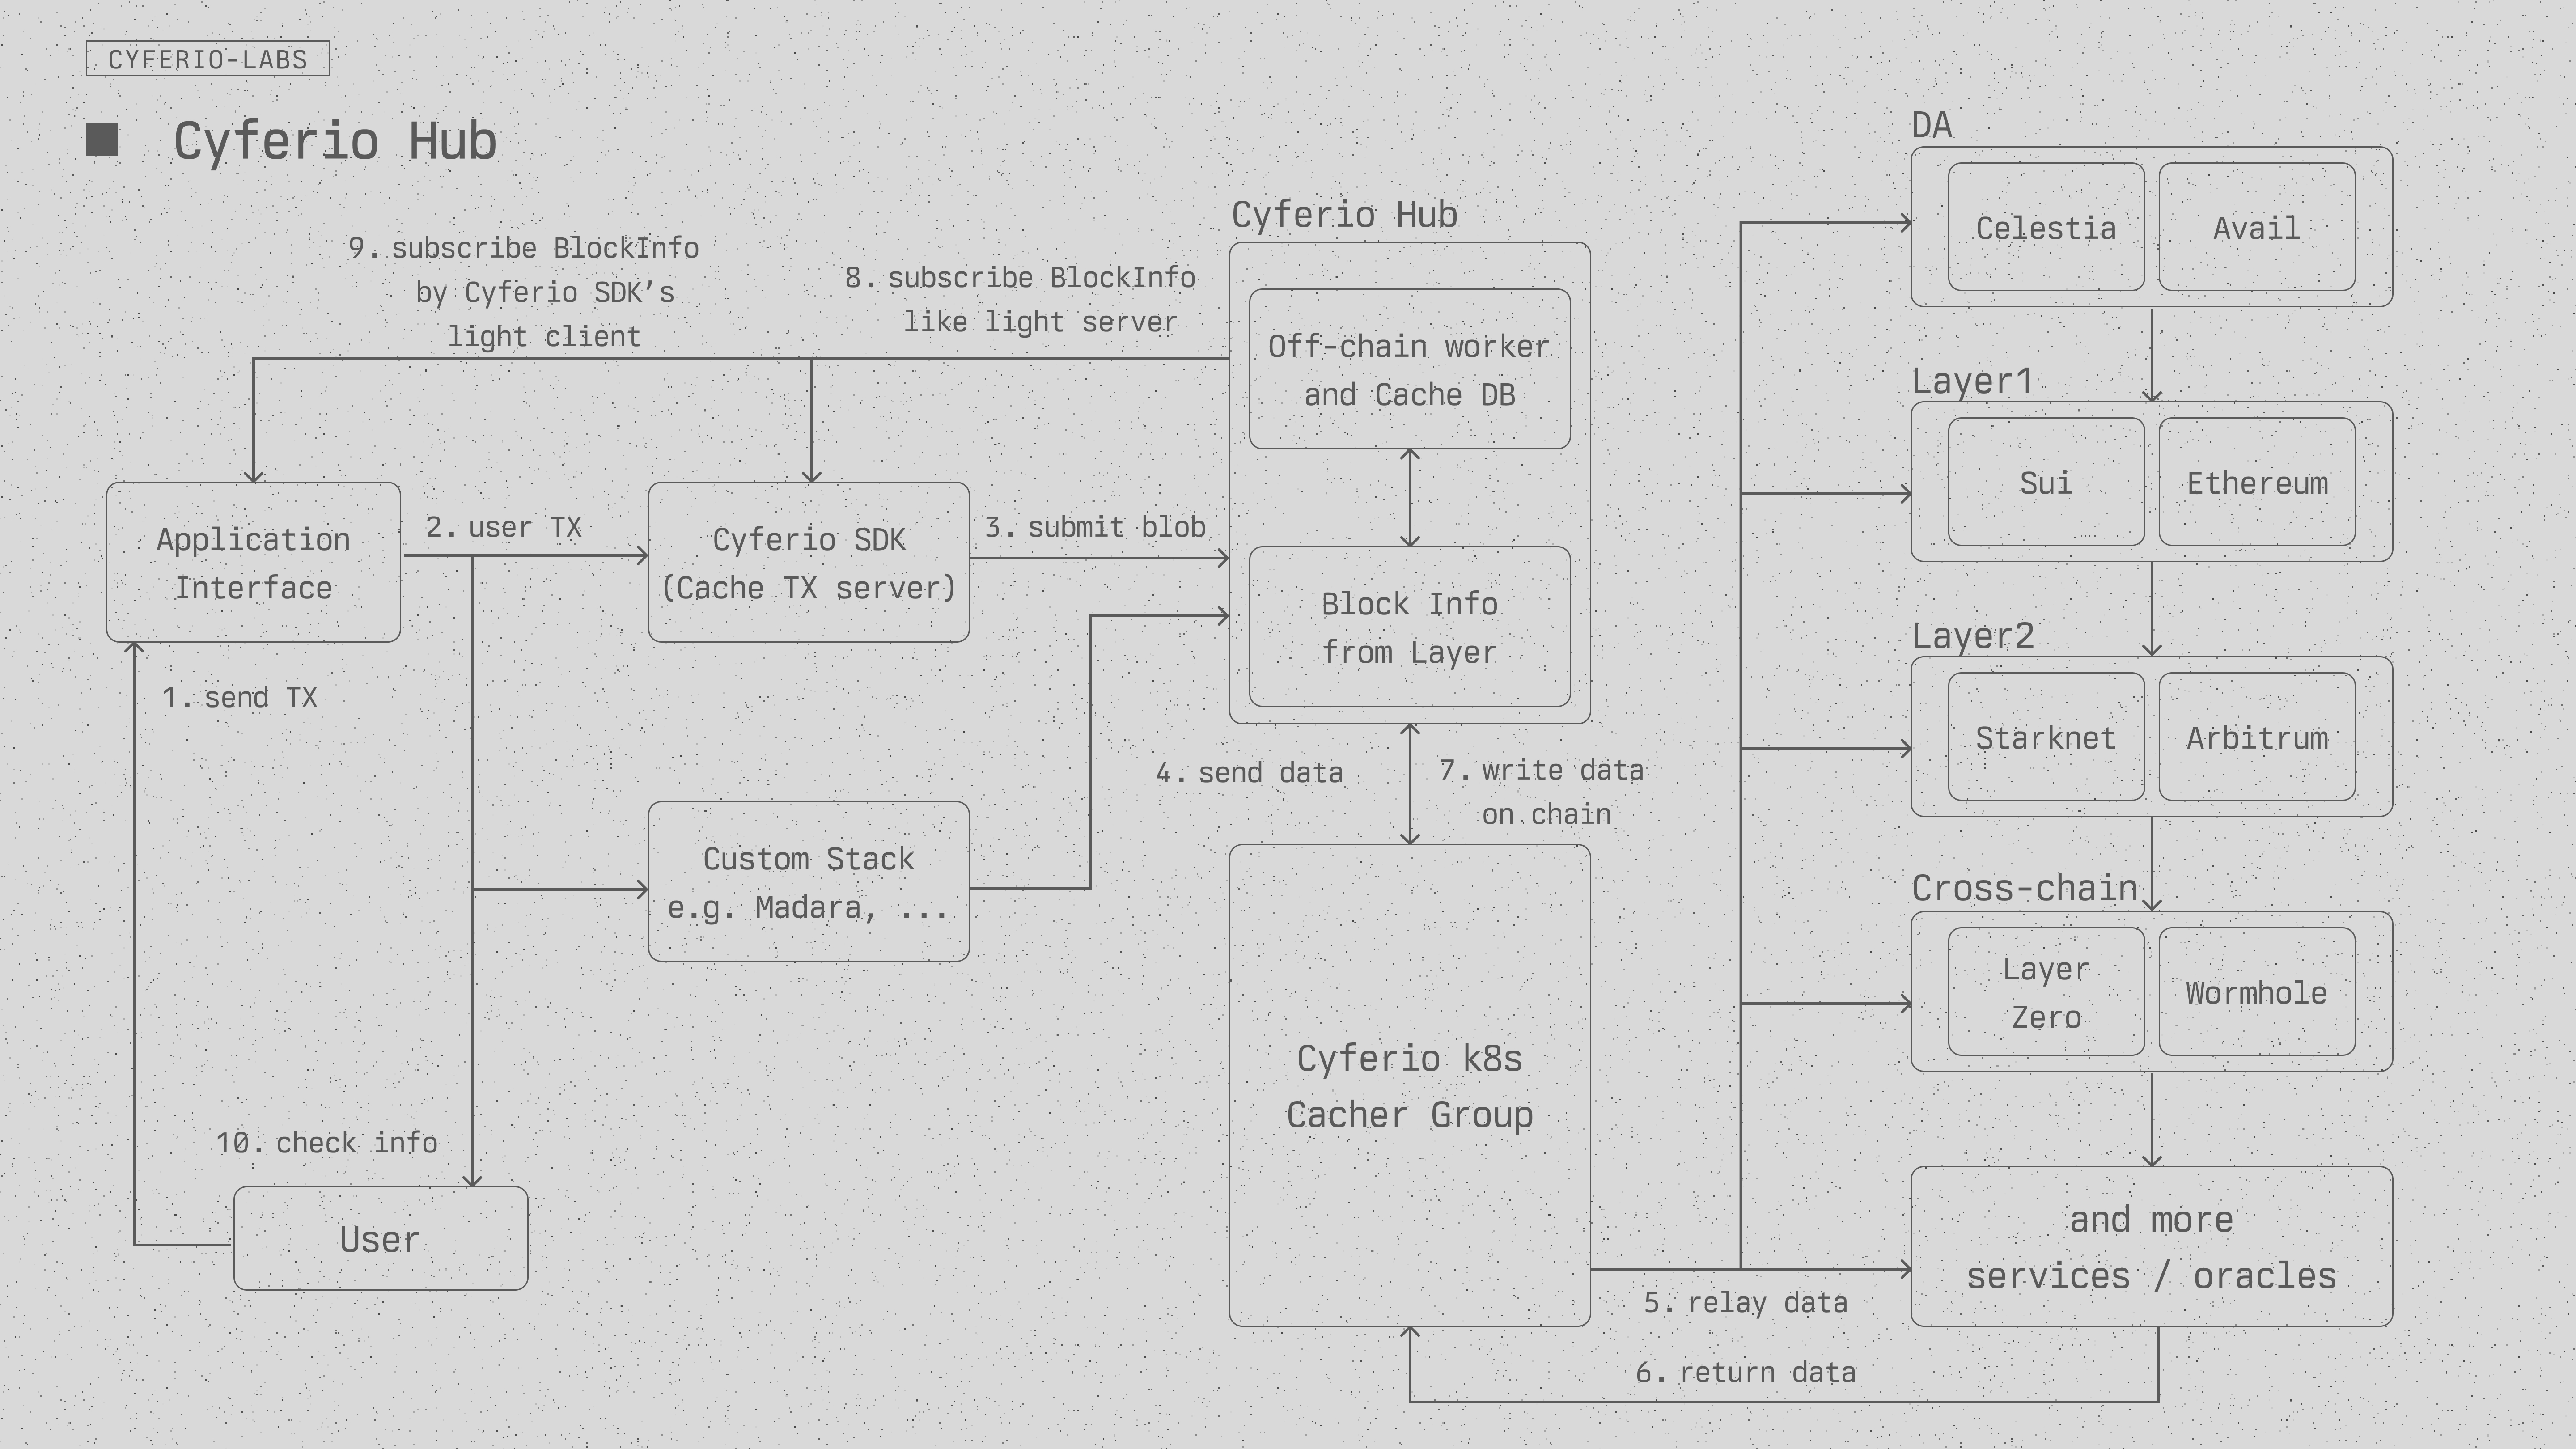 CYFERIO-LABS
Cyferio Hub
9. subscribe BlockInfo
by Cyferio SDK’s
light client
8. subscribe BlockInfo
like light server
Application
Interface
2. user TX
Cyferio SDK
(Cache TX server)
3. submit blob
1. send TX
Custom Stack
e.g. Madara, ...
10. check info
User
Cyferio Hub
Off-chain worker
and Cache DB
Block Info
from Layer
4. send data
7. write data
on chain
Cyferio k8s
Cacher Group
5. relay data
6. return data
DA
Celestia
Avail
Layer1
Sui
Ethereum
Layer2
Starknet
Arbitrum
Cross-chain
Layer
Zero
Wormhole
and more
services / oracles